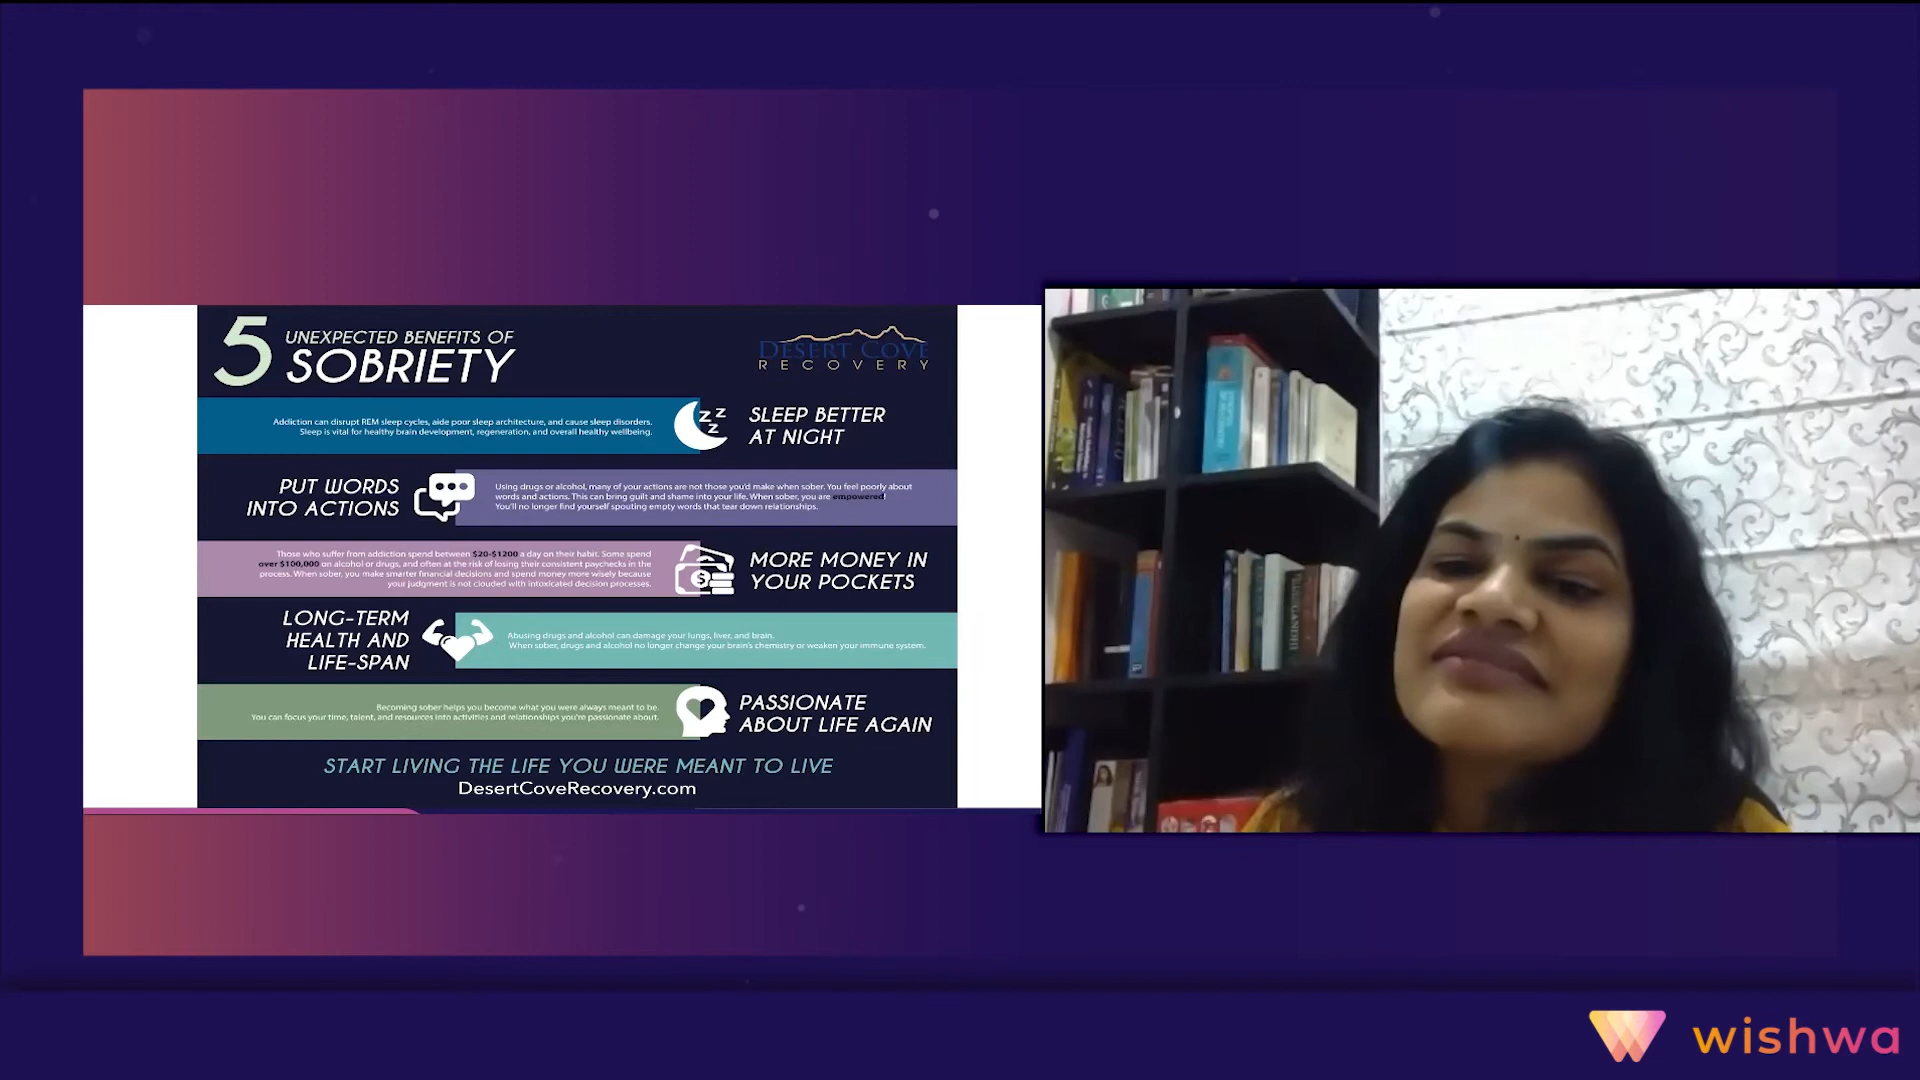 5 UNEXPECTED BENEFITS OF
SOBRIETY
DESERT COVE
RECOVERY
Addiction can disrupt REM sleep cycles, aide poor sleep architecture, and cause sleep disorders.
Sleep is vital for healthy brain development, regeneration, and overall healthy wellbeing.
SLEEP BETTER
AT NIGHT
PUT WORDS
INTO ACTIONS
Using drugs or alcohol, many of your actions are not those you'd make when sober. You feel poorly about
words and actions. This can bring guilt and shame into your life. When sober, you are empowered!
You'll no longer find yourself spouting empty words that tear down relationships.
Those who suffer from addiction spend between $20-$1200 a day on their habit. Some spend
over $100,000 on alcohol or drugs, and often at the risk of losing their consistent paychecks in the
process. When sober, you make smarter financial decisions and spend money more wisely because
your judgment is not clouded with intoxicated decision processes.
MORE MONEY IN
YOUR POCKETS
LONG-TERM
HEALTH AND
LIFE-SPAN
Abusing drugs and alcohol can damage your lungs, liver, and brain.
When sober, drugs and alcohol no longer change your brain's chemistry or weaken your immune system.
Becoming sober helps you become what you were always meant to be.
You can focus your time, talent, and resources into activities and relationships you're passionate about.
PASSIONATE
ABOUT LIFE AGAIN
START LIVING THE LIFE YOU WERE MEANT TO LIVE
DesertCoveRecovery.com
wishwa